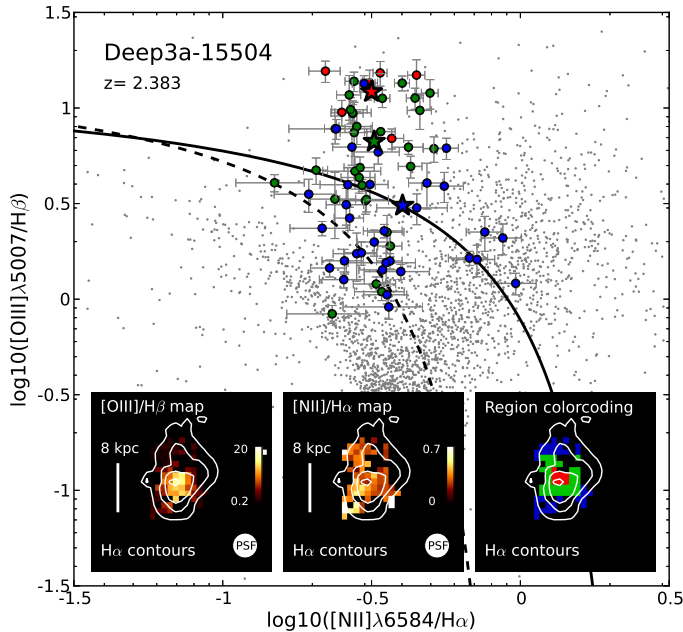 Deep3a-15504
z= 2.383
log10([OIII]λ5007/Hβ)
1.5
1
0.5
0
-0.5
-1
-1.5
[OIII]/Hβ map
8 kpc
20
0.2
Hα contours
PSF
[NII]/Hα map
8 kpc
0.7
0
Hα contours
PSF
Region colorcoding
Hα contours
-1.5
-1
-0.5
0
0.5
log10([NII]λ6584/Hα)